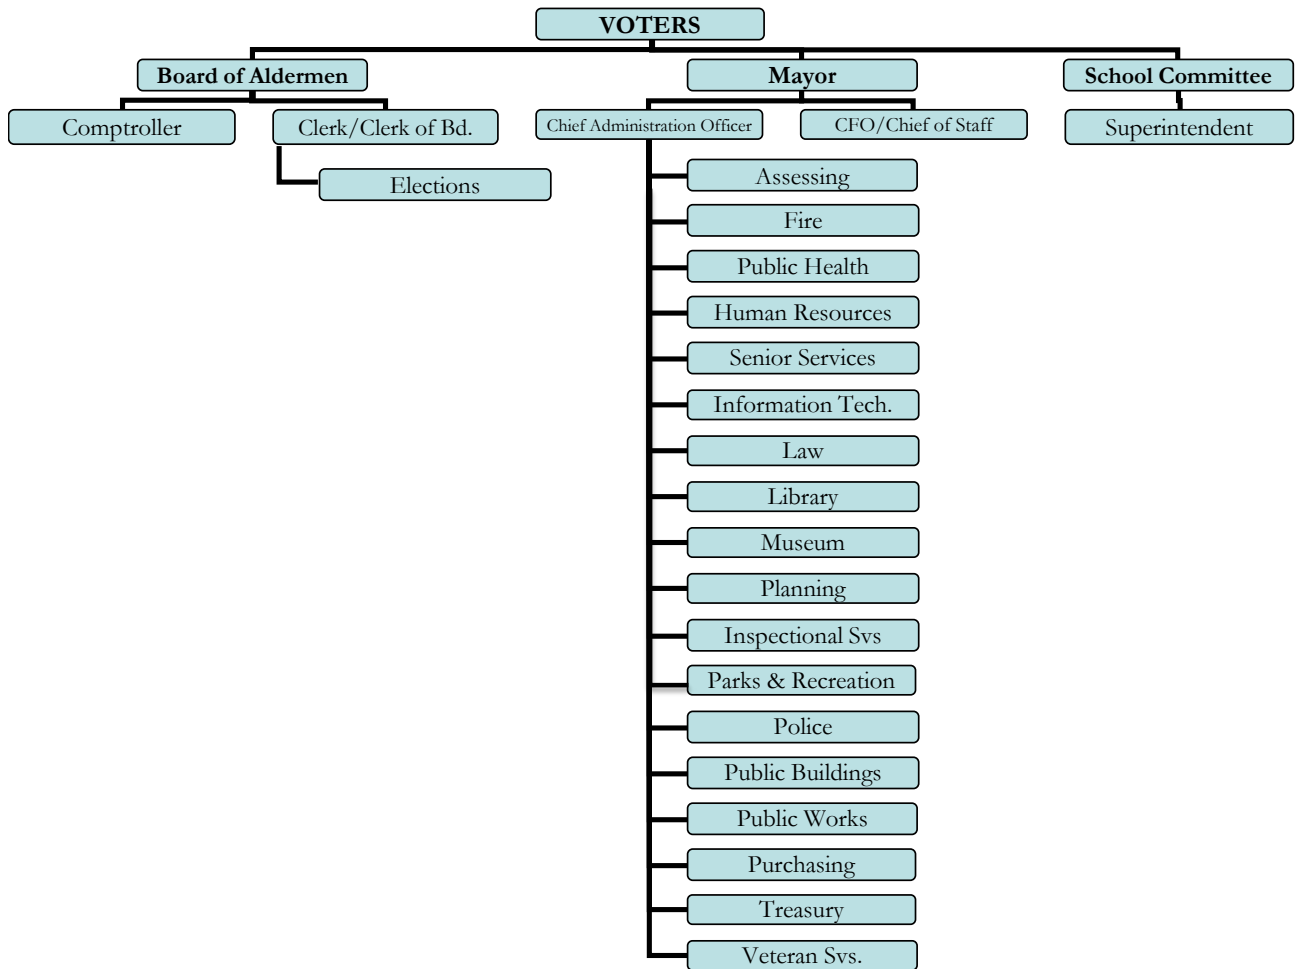 VOTERS
Board of Aldermen
Mayor
School Committee
Comptroller
Clerk/Clerk of Bd.
Chief Administration Officer
CFO/Chief of Staff
Superintendent
Elections
Assessing
Fire
Public Health
Human Resources
Senior Services
Information Tech.
Law
Library
Museum
Planning
Inspectional Svs
Parks & Recreation
Police
Public Buildings
Public Works
Purchasing
Treasury
Veteran Svs.